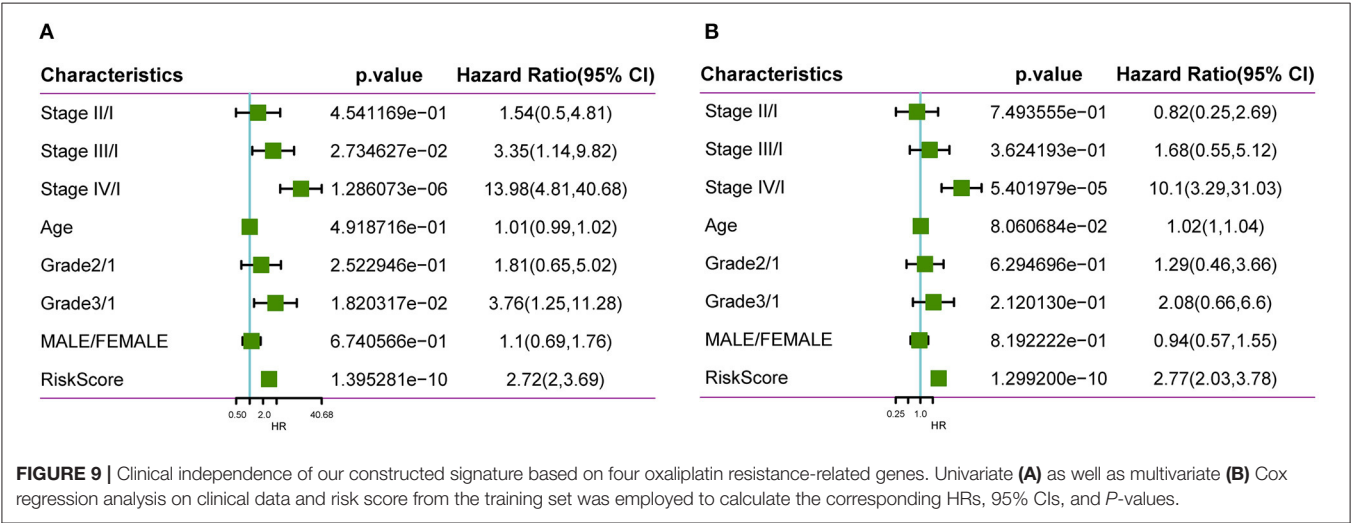 A
Characteristics p.value Hazard Ratio(95% CI)
Stage II/I 4.541169e−01 1.54(0.5,4.81)
Stage III/I 2.734627e−02 3.35(1.14,9.82)
Stage IV/I 1.286073e−06 13.98(4.81,40.68)
Age 4.918716e−01 1.01(0.99,1.02)
Grade2/1 2.522946e−01 1.81(0.65,5.02)
Grade3/1 1.820317e−02 3.76(1.25,11.28)
MALE/FEMALE 6.740566e−01 1.1(0.69,1.76)
RiskScore 1.395281e−10 2.72(2,3.69)
0.50 2.0 40.68
HR
B
Characteristics p.value Hazard Ratio(95% CI)
Stage II/I 7.493555e−01 0.82(0.25,2.69)
Stage III/I 3.624193e−01 1.68(0.55,5.12)
Stage IV/I 5.401979e−05 10.1(3.29,31.03)
Age 8.060684e−02 1.02(1,1.04)
Grade2/1 6.294696e−01 1.29(0.46,3.66)
Grade3/1 2.120130e−01 2.08(0.66,6.6)
MALE/FEMALE 8.192222e−01 0.94(0.57,1.55)
RiskScore 1.299200e−10 2.77(2.03,3.78)
0.25 1.0
HR
FIGURE 9 | Clinical independence of our constructed signature based on four oxaliplatin resistance-related genes. Univariate (A) as well as multivariate (B) Cox
regression analysis on clinical data and risk score from the training set was employed to calculate the corresponding HRs, 95% CIs, and P-values.